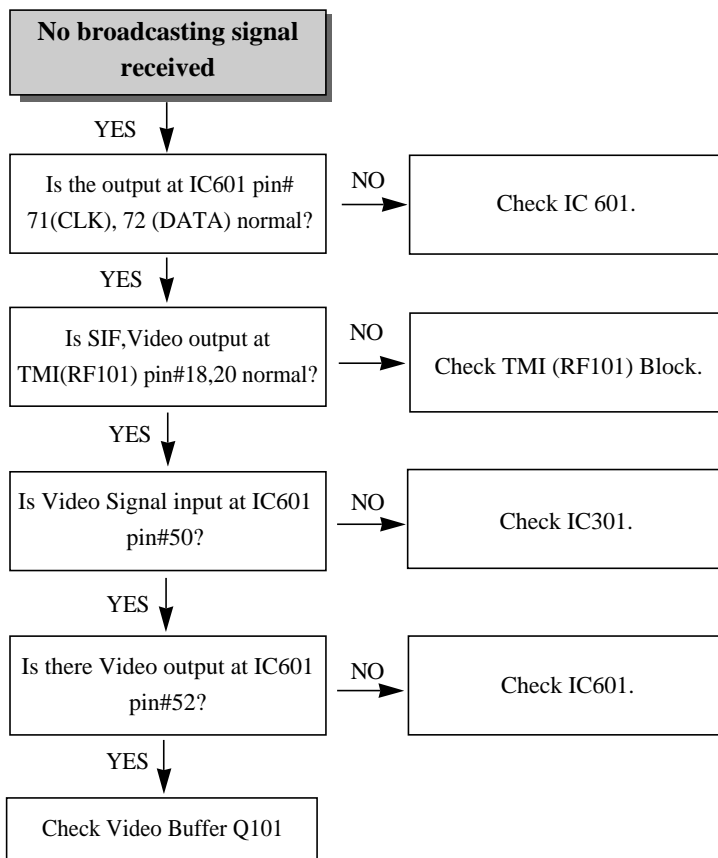 No broadcasting signal
received
YES
Is the output at IC601 pin#
71(CLK), 72 (DATA) normal?
NO
Check IC 601.
YES
Is SIF,Video output at
TMI(RF101) pin#18,20 normal?
NO
Check TMI (RF101) Block.
YES
Is Video Signal input at IC601
pin#50?
NO
Check IC301.
YES
Is there Video output at IC601
pin#52?
NO
Check IC601.
YES
Check Video Buffer Q101